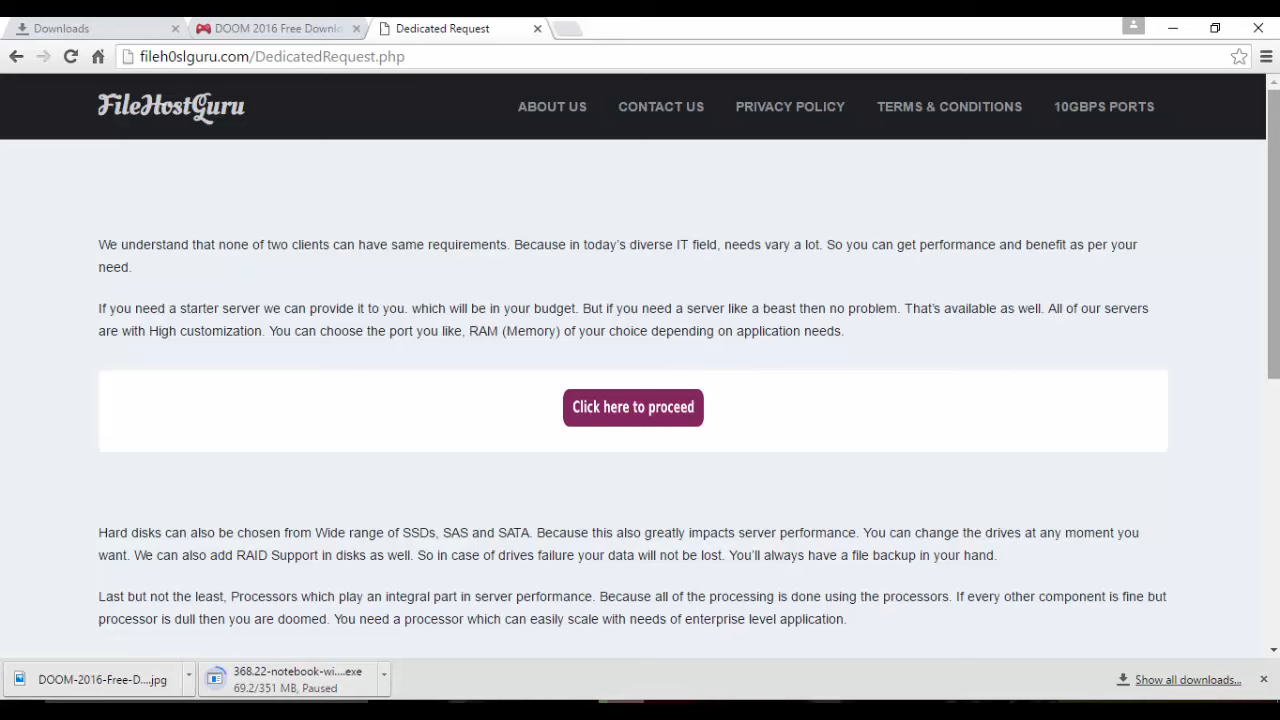 Downloads
DOOM 2016 Free Downlo
Dedicated Request
fileh0slguru.com/DedicatedRequest.php
FileHostGuru
ABOUT US
CONTACT US
PRIVACY POLICY
TERMS & CONDITIONS
10GBPS PORTS
We understand that none of two clients can have same requirements. Because in today's diverse IT field, needs vary a lot. So you can get performance and benefit as per your
need.
If you need a starter server we can provide it to you. which will be in your budget. But if you need a server like a beast then no problem. That's available as well. All of our servers
are with High customization. You can choose the port you like, RAM (Memory) of your choice depending on application needs.
Click here to proceed
Hard disks can also be chosen from Wide range of SSDs, SAS and SATA. Because this also greatly impacts server performance. You can change the drives at any moment you
want. We can also add RAID Support in disks as well. So in case of drives failure your data will not be lost. You'll always have a file backup in your hand.
Last but not the least, Processors which play an integral part in server performance. Because all of the processing is done using the processors. If every other component is fine but
processor is dull then you are doomed. You need a processor which can easily scale with needs of enterprise level application.
DOOM-2016-Free-D....jpg
368.22-notebook-wi....exe
69.2/351 MB, Paused
Show all downloads...